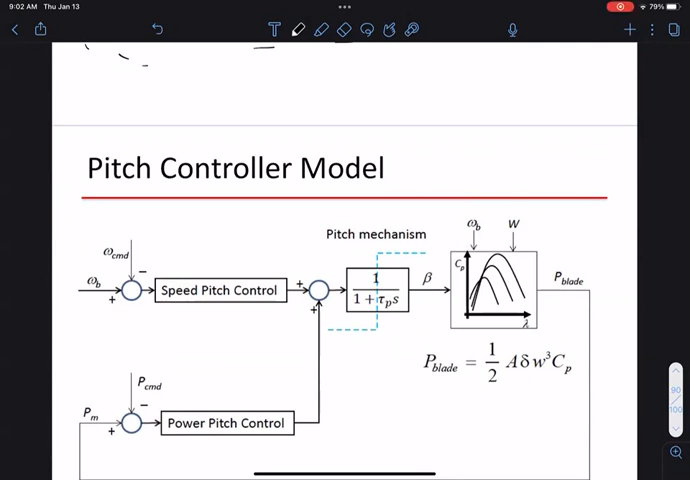 9:02 AM Thu Jan 13
79%
Pitch Controller Model
Pitch mechanism
ω_cmd
−
ω_b
+
Speed Pitch Control
+
+
1
1 + τ_p s
β
ω_b
W
C_p
λ
P_blade
P_blade = 1/2 A δ w³ C_p
P_cmd
−
P_m
+
Power Pitch Control
90
100